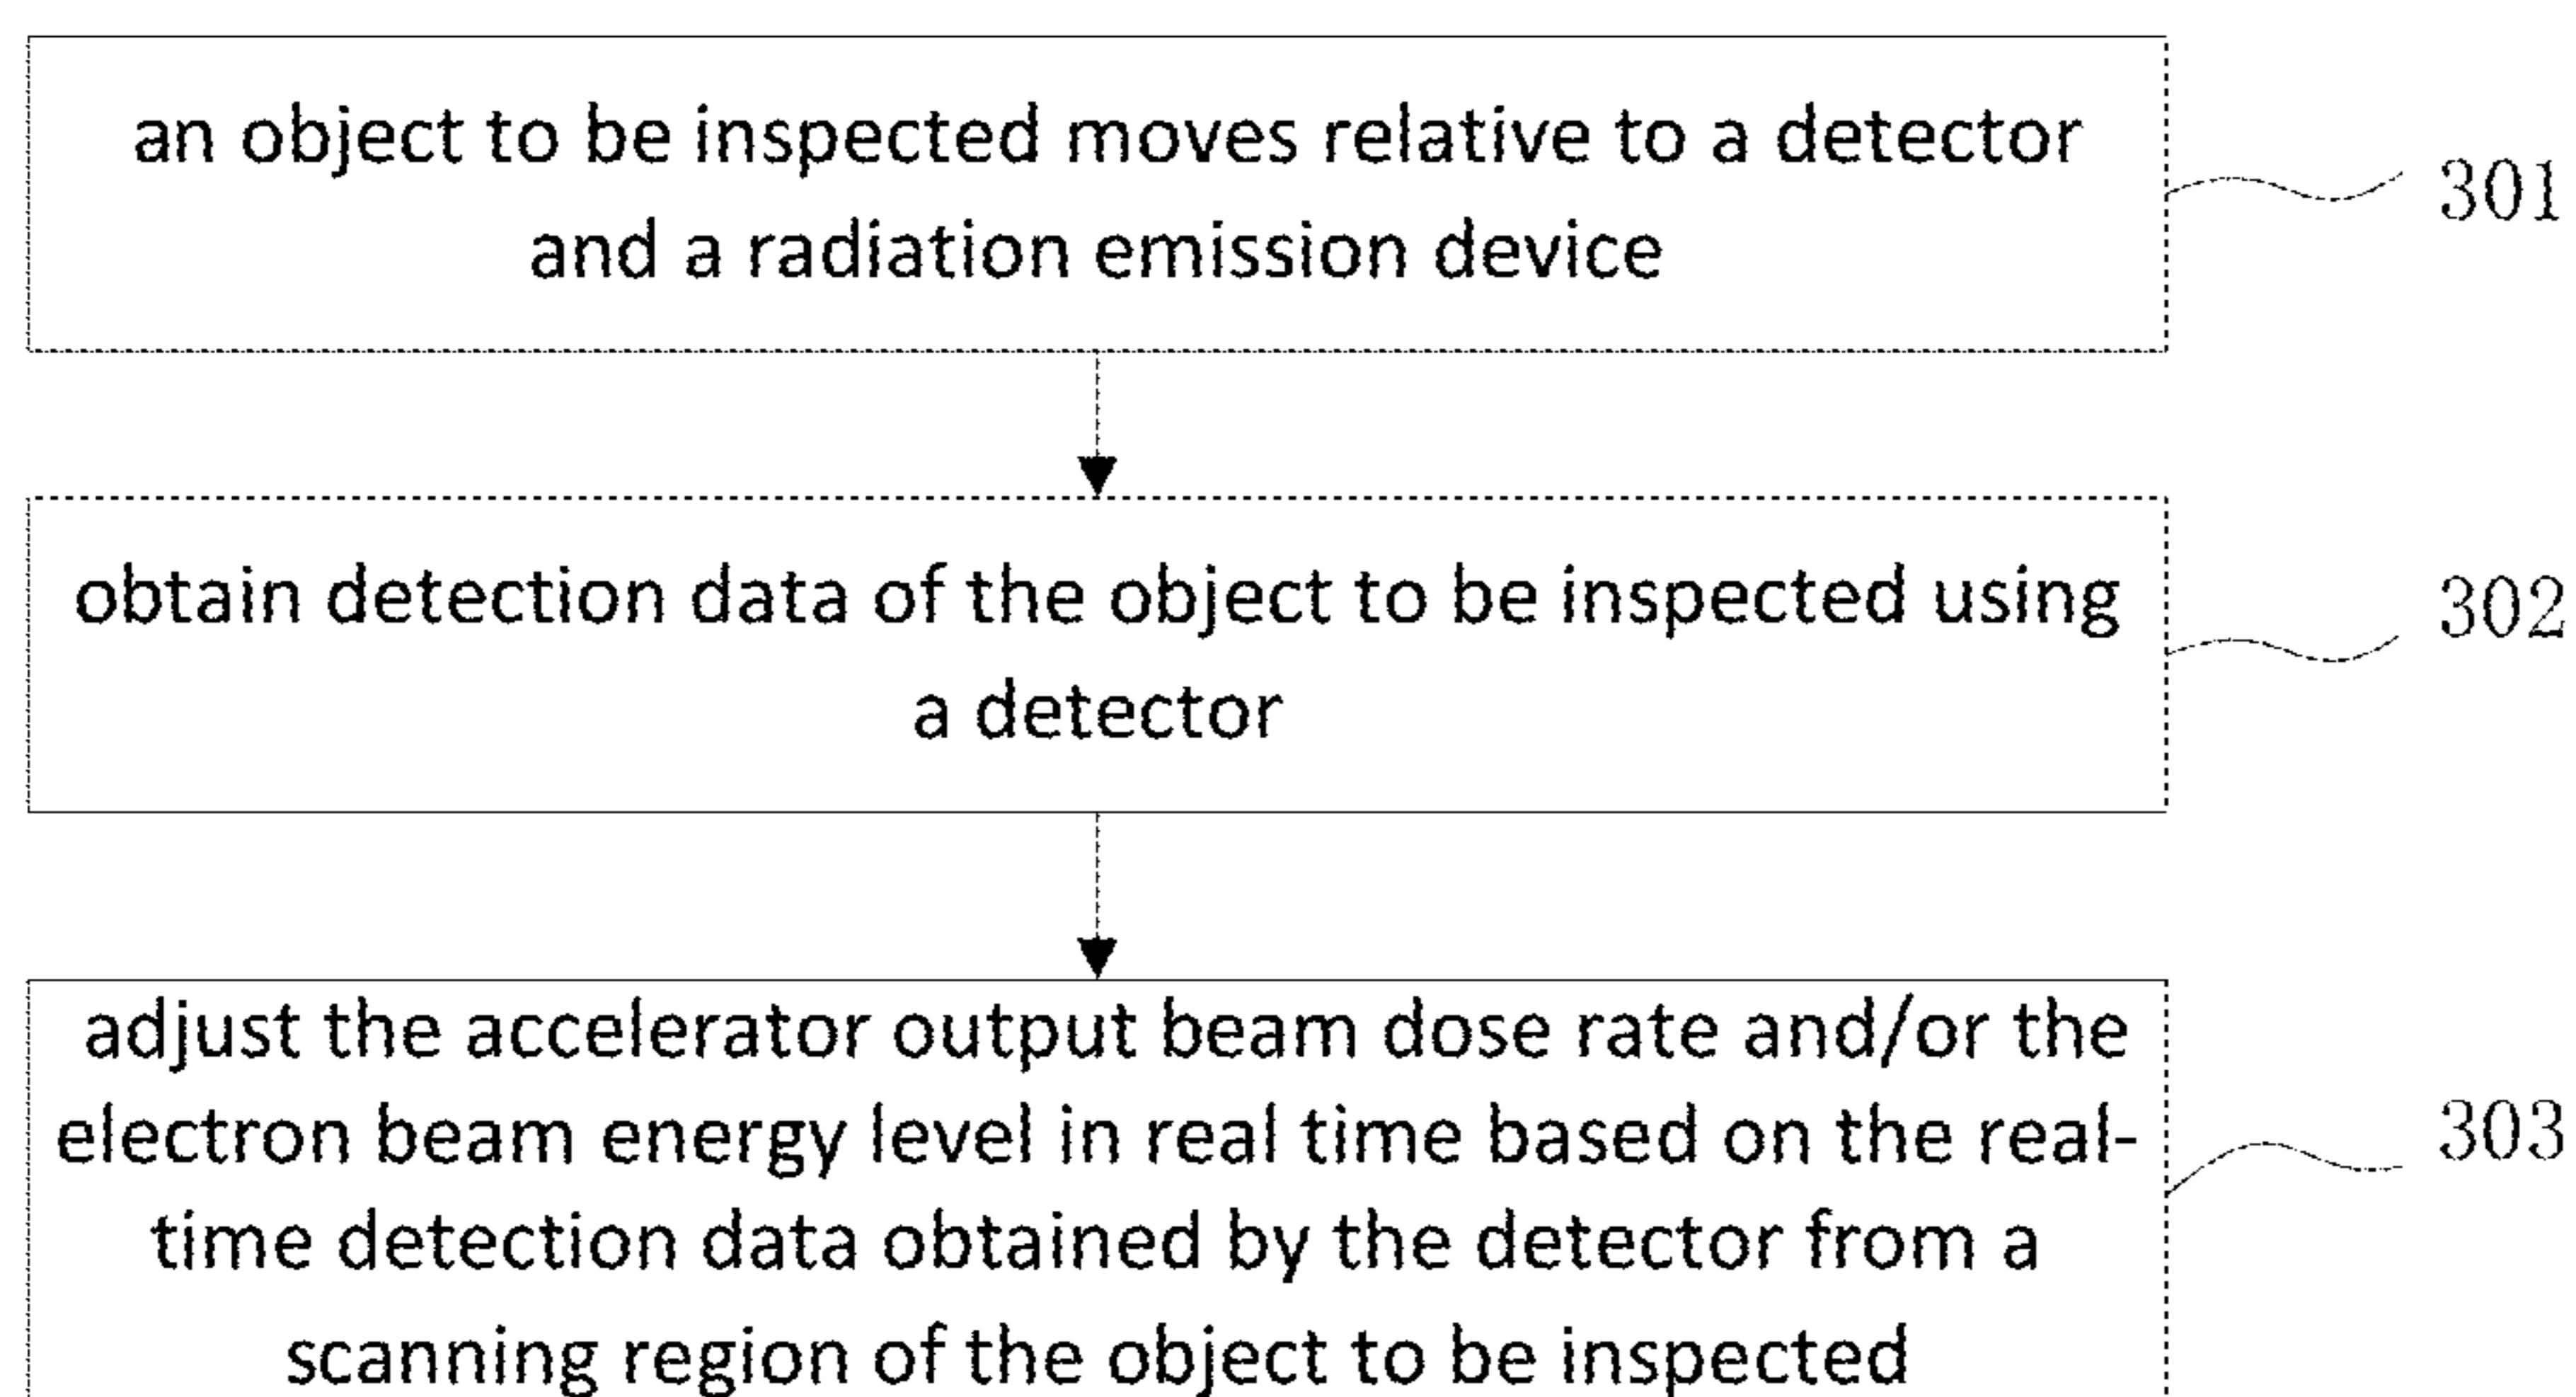 an object to be inspected moves relative to a detector
and a radiation emission device
301
obtain detection data of the object to be inspected using
a detector
302
adjust the accelerator output beam dose rate and/or the
electron beam energy level in real time based on the real-
time detection data obtained by the detector from a
scanning region of the object to be inspected
303